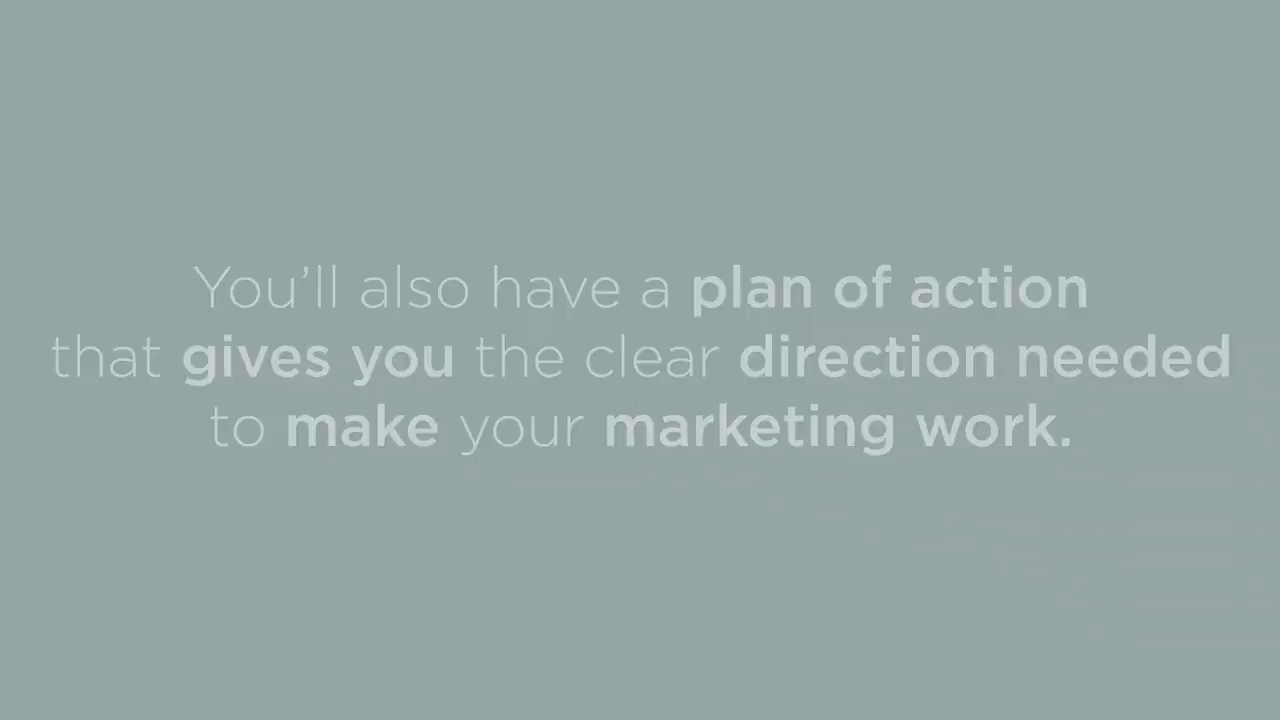 You’ll also have a plan of action
that gives you the clear direction needed
to make your marketing work.